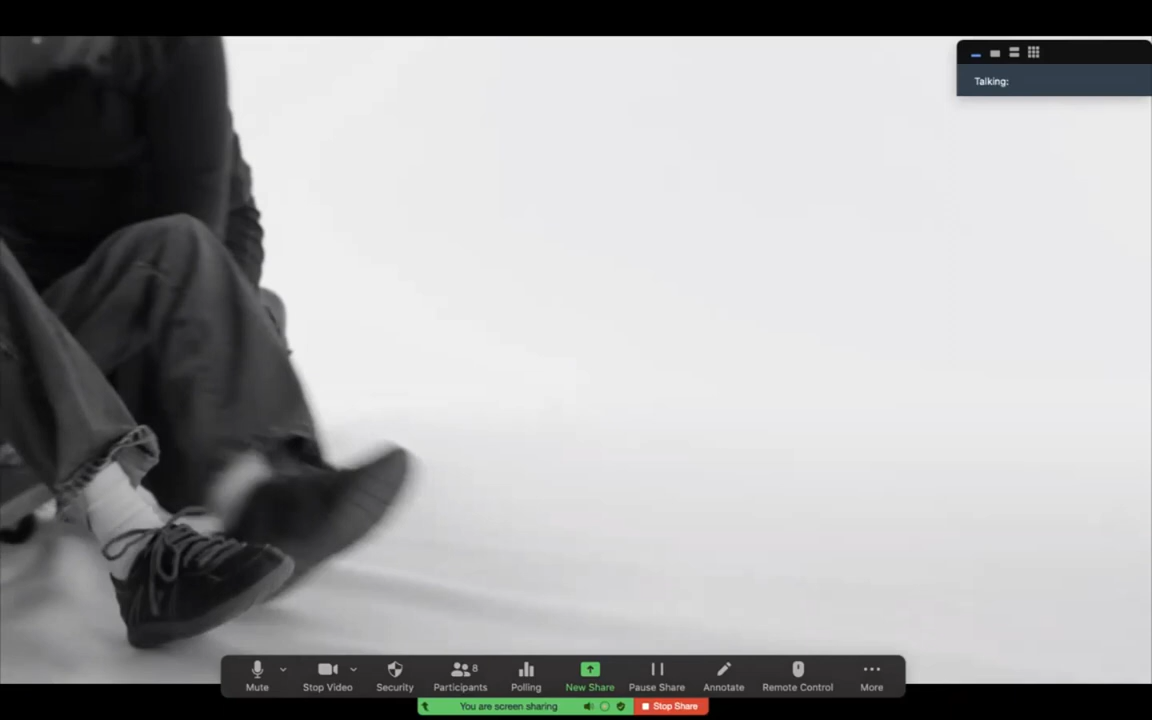 Talking:
8
Mute
Stop Video
Security
Participants
Polling
New Share
Pause Share
Annotate
Remote Control
More
You are screen sharing
Stop Share